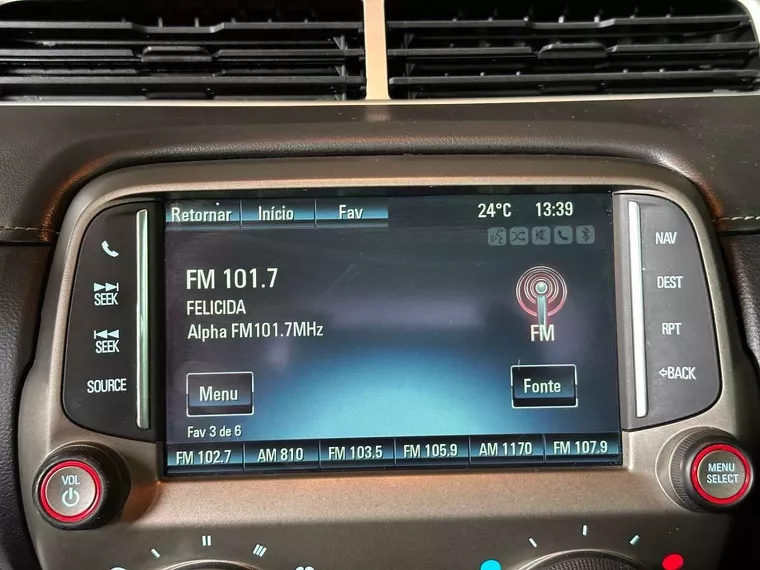 Retornar Início Fav 24°C 13:39
FM 101.7
FELICIDA
Alpha FM101.7MHz
FM
Menu
Fonte
Fav 3 de 6
FM 102.7 AM 810 FM 103.5 FM 105.9 AM 1170 FM 107.9
SEEK
SEEK
SOURCE
NAV
DEST
RPT
BACK
VOL
MENU
SELECT